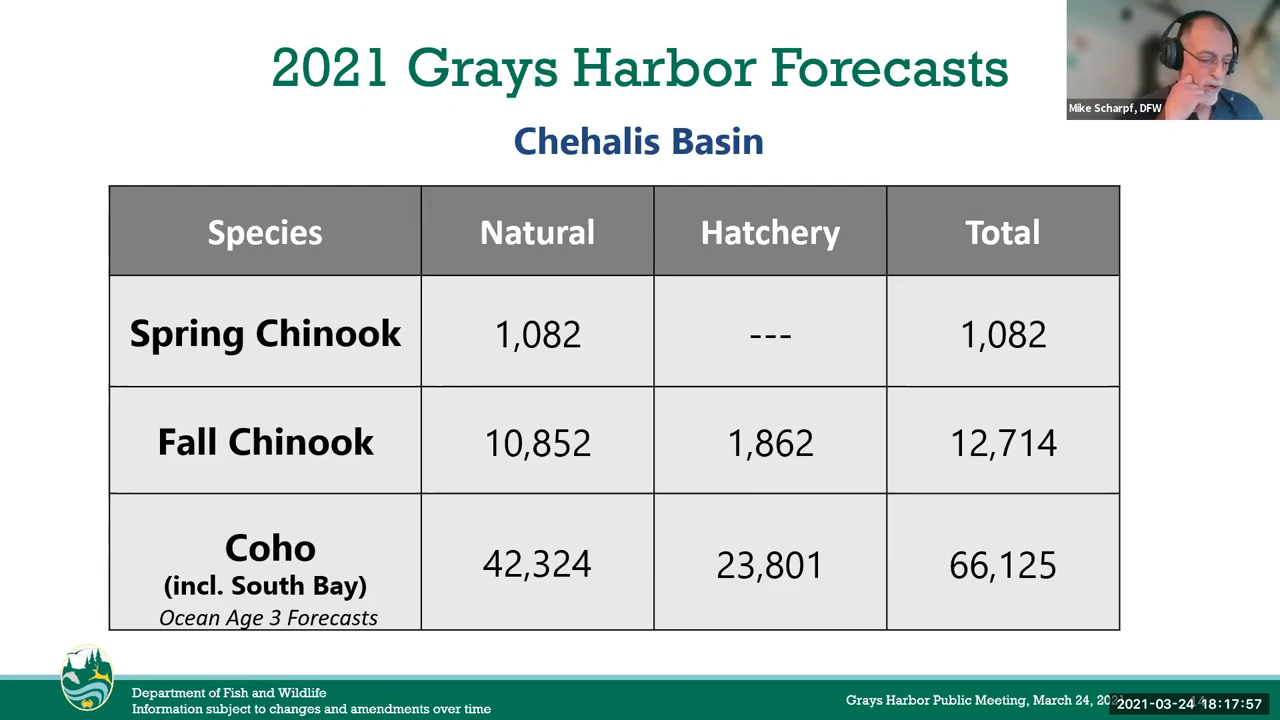 2021 Grays Harbor Forecasts
Mike Scharpf, DFW
Chehalis Basin
Species Natural Hatchery Total
Spring Chinook 1,082 --- 1,082
Fall Chinook 10,852 1,862 12,714
Coho
(incl. South Bay) 42,324 23,801 66,125
Ocean Age 3 Forecasts
Department of Fish and Wildlife
Information subject to changes and amendments over time
Grays Harbor Public Meeting, March 24, 2021
2021-03-24 18:17:57